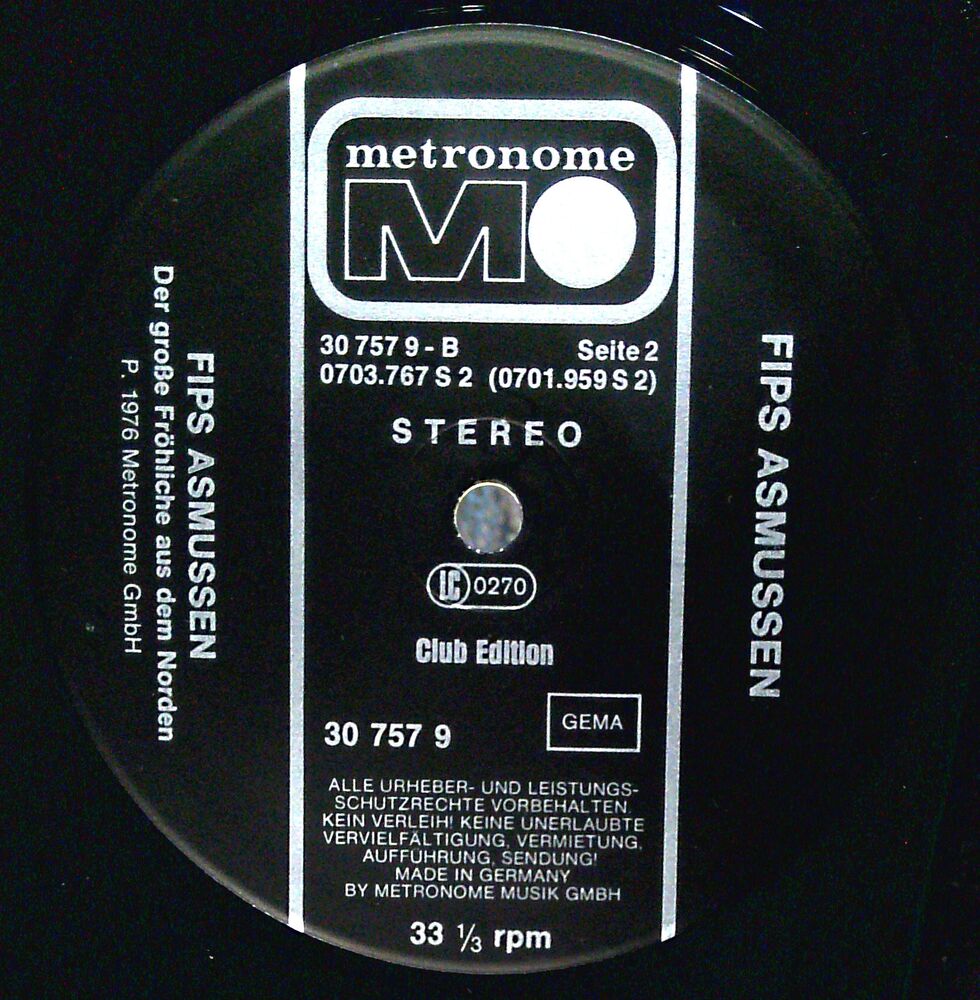 metronome
30 757 9 - B Seite 2
0703.767 S 2 (0701.959 S 2)
STEREO
LC 0270
Club Edition
30 757 9
GEMA
ALLE URHEBER- UND LEISTUNGS-
SCHUTZRECHTE VORBEHALTEN.
KEIN VERLEIH! KEINE UNERLAUBTE
VERVIELFÄLTIGUNG, VERMIETUNG,
AUFFÜHRUNG, SENDUNG!
MADE IN GERMANY
BY METRONOME MUSIK GMBH
33 ⅓ rpm
FIPS ASMUSSEN
Der große Fröhliche aus dem Norden
P. 1976 Metronome GmbH
FIPS ASMUSSEN